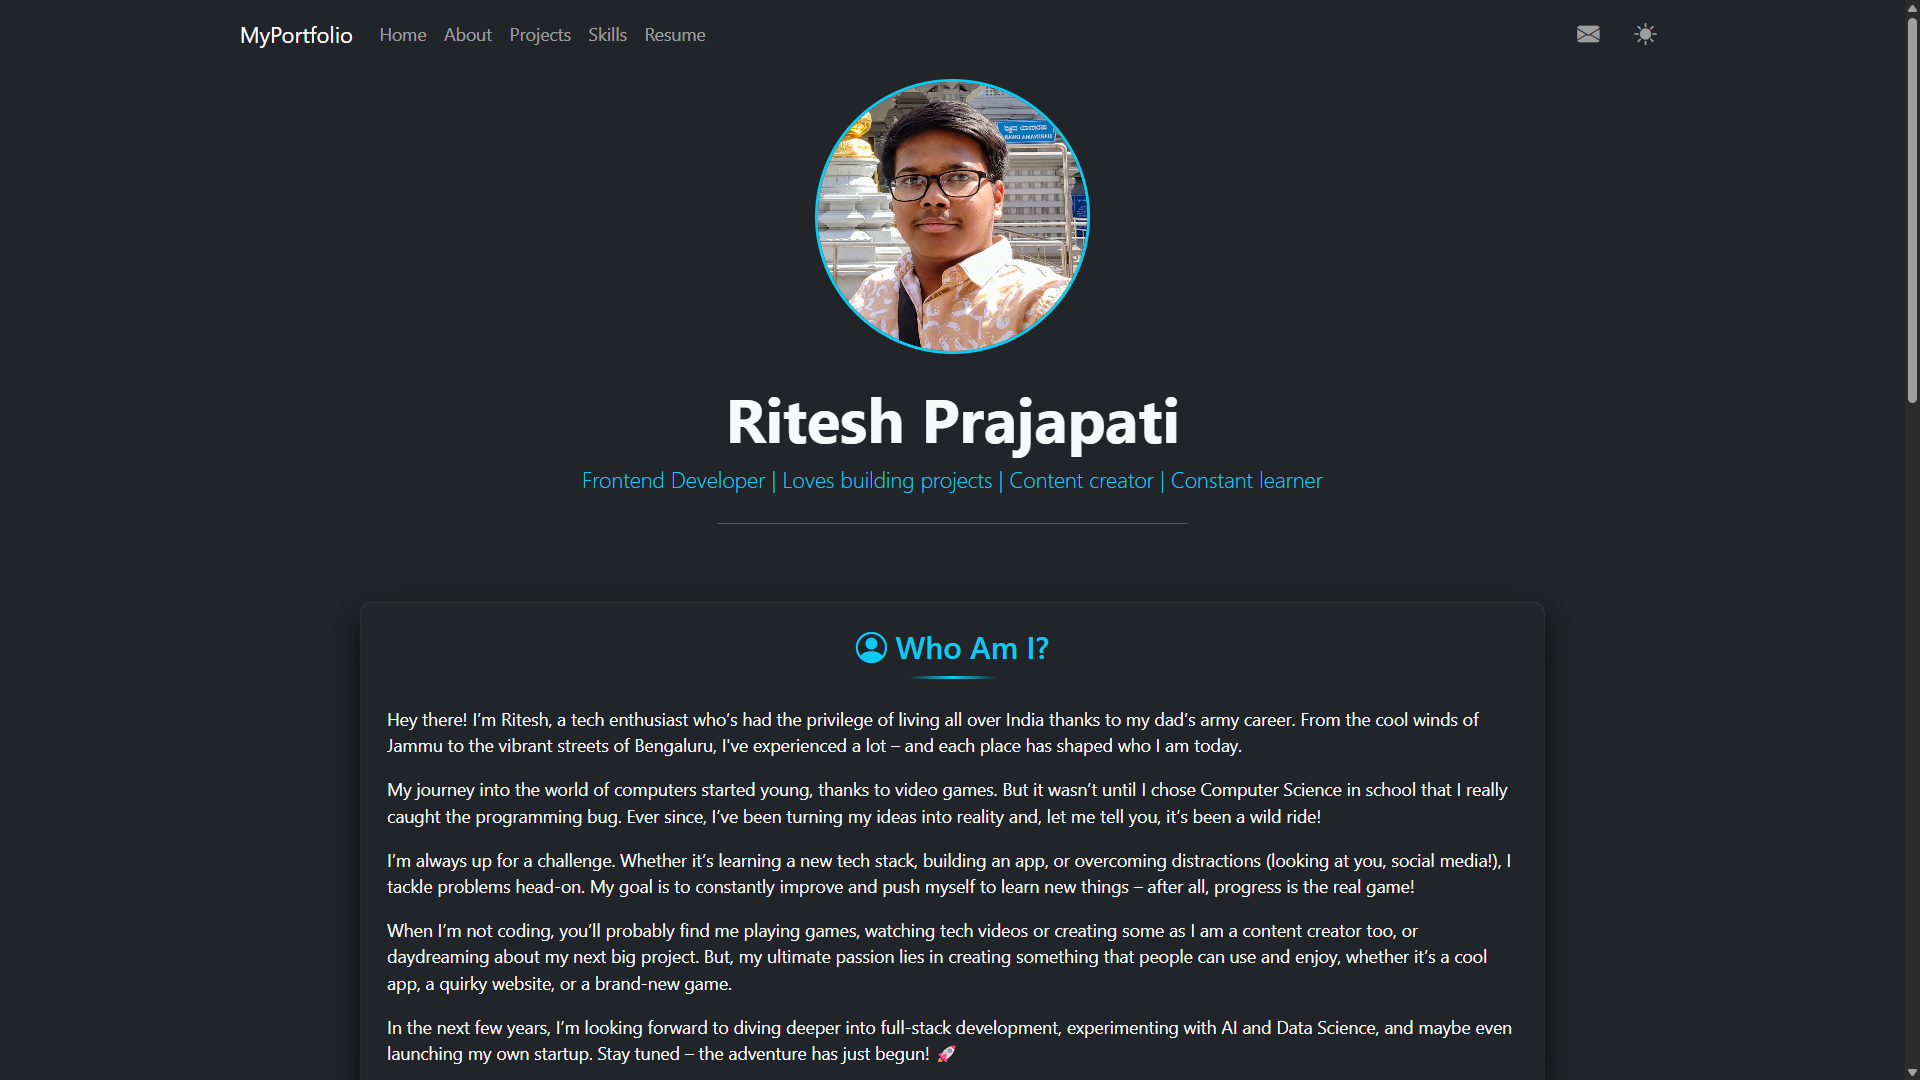 MyPortfolio Home About Projects Skills Resume
Ritesh Prajapati
Frontend Developer | Loves building projects | Content creator | Constant learner
Who Am I?
Hey there! I’m Ritesh, a tech enthusiast who’s had the privilege of living all over India thanks to my dad’s army career. From the cool winds of
Jammu to the vibrant streets of Bengaluru, I've experienced a lot – and each place has shaped who I am today.
My journey into the world of computers started young, thanks to video games. But it wasn’t until I chose Computer Science in school that I really
caught the programming bug. Ever since, I’ve been turning my ideas into reality and, let me tell you, it’s been a wild ride!
I’m always up for a challenge. Whether it’s learning a new tech stack, building an app, or overcoming distractions (looking at you, social media!), I
tackle problems head-on. My goal is to constantly improve and push myself to learn new things – after all, progress is the real game!
When I’m not coding, you’ll probably find me playing games, watching tech videos or creating some as I am a content creator too, or
daydreaming about my next big project. But, my ultimate passion lies in creating something that people can use and enjoy, whether it’s a cool
app, a quirky website, or a brand-new game.
In the next few years, I’m looking forward to diving deeper into full-stack development, experimenting with AI and Data Science, and maybe even
launching my own startup. Stay tuned – the adventure has just begun! 🚀